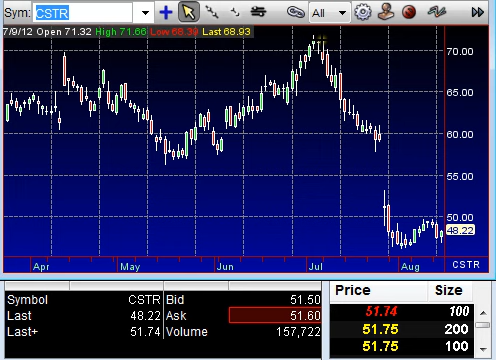 Sym: CSTR All
7/9/12 Open 71.32 High 71.66 Low 68.39 Last 68.93
70.00
65.00
60.00
55.00
50.00
48.22
Apr May Jun Jul Aug CSTR
Symbol CSTR Bid 51.50
Last 48.22 Ask 51.60
Last+ 51.74 Volume 157,722
Price Size
51.74 100
51.75 200
51.75 100